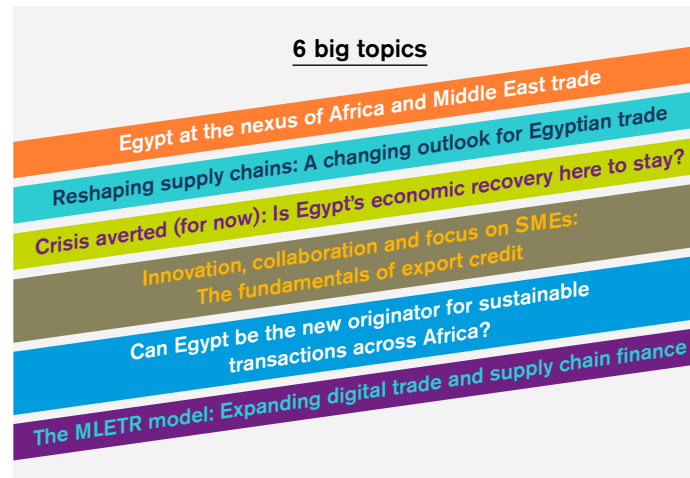 6 big topics
Egypt at the nexus of Africa and Middle East trade
Reshaping supply chains: A changing outlook for Egyptian trade
Crisis averted (for now): Is Egypt's economic recovery here to stay?
Innovation, collaboration and focus on SMEs:
The fundamentals of export credit
Can Egypt be the new originator for sustainable
transactions across Africa?
The MLETR model: Expanding digital trade and supply chain finance